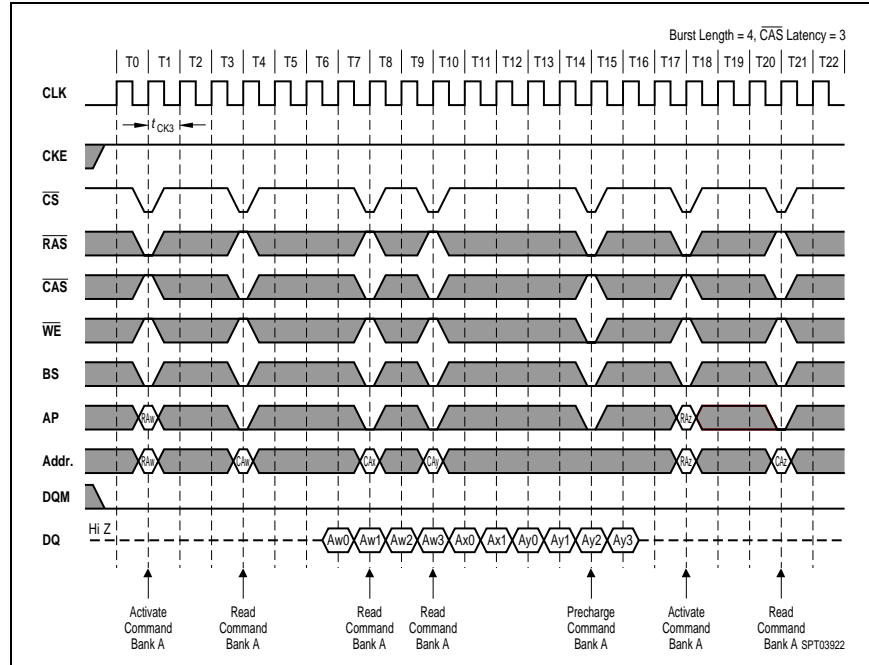 Burst Length = 4, CAS Latency = 3
T0 T1 T2 T3 T4 T5 T6 T7 T8 T9 T10 T11 T12 T13 T14 T15 T16 T17 T18 T19 T20 T21 T22
CLK
t CK3
CKE
CS
RAS
CAS
WE
BS
AP RAw RAz
Addr. RAw CAw CAx CAy RAz CAz
DQM
Hi Z
DQ Aw0 Aw1 Aw2 Aw3 Ax0 Ax1 Ay0 Ay1 Ay2 Ay3
Activate Read Read Read Precharge Activate Read
Command Command Command Command Command Command Command
Bank A Bank A Bank A Bank A Bank A Bank A Bank A SPT03922